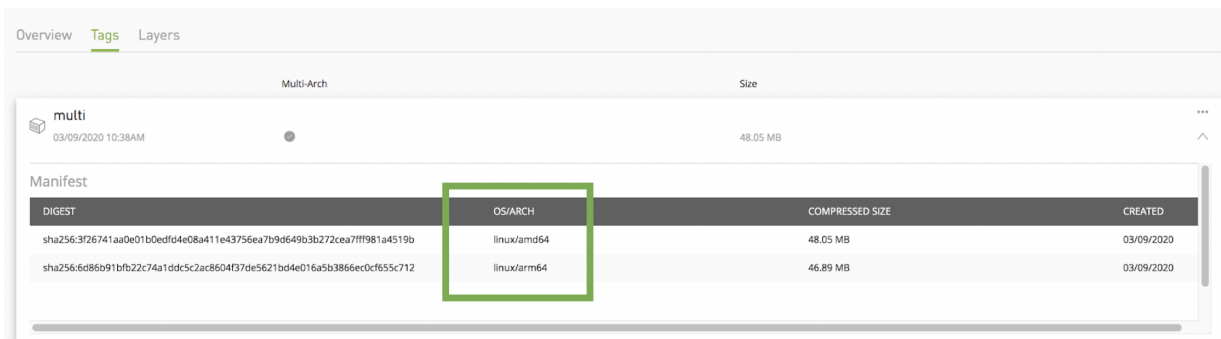 Overview Tags Layers
Multi-Arch Size
multi
03/09/2020 10:38AM 48.05 MB
Manifest
DIGEST OS/ARCH COMPRESSED SIZE CREATED
sha256:3f26741aa0e01b0edfd4e08a411e43756ea7b9d649b3b272cea7fff981a4519b linux/amd64 48.05 MB 03/09/2020
sha256:6d86b91bfb22c74a1ddc5c2ac8604f37de5621bd4e016a5b3866ec0cf655c712 linux/arm64 46.89 MB 03/09/2020